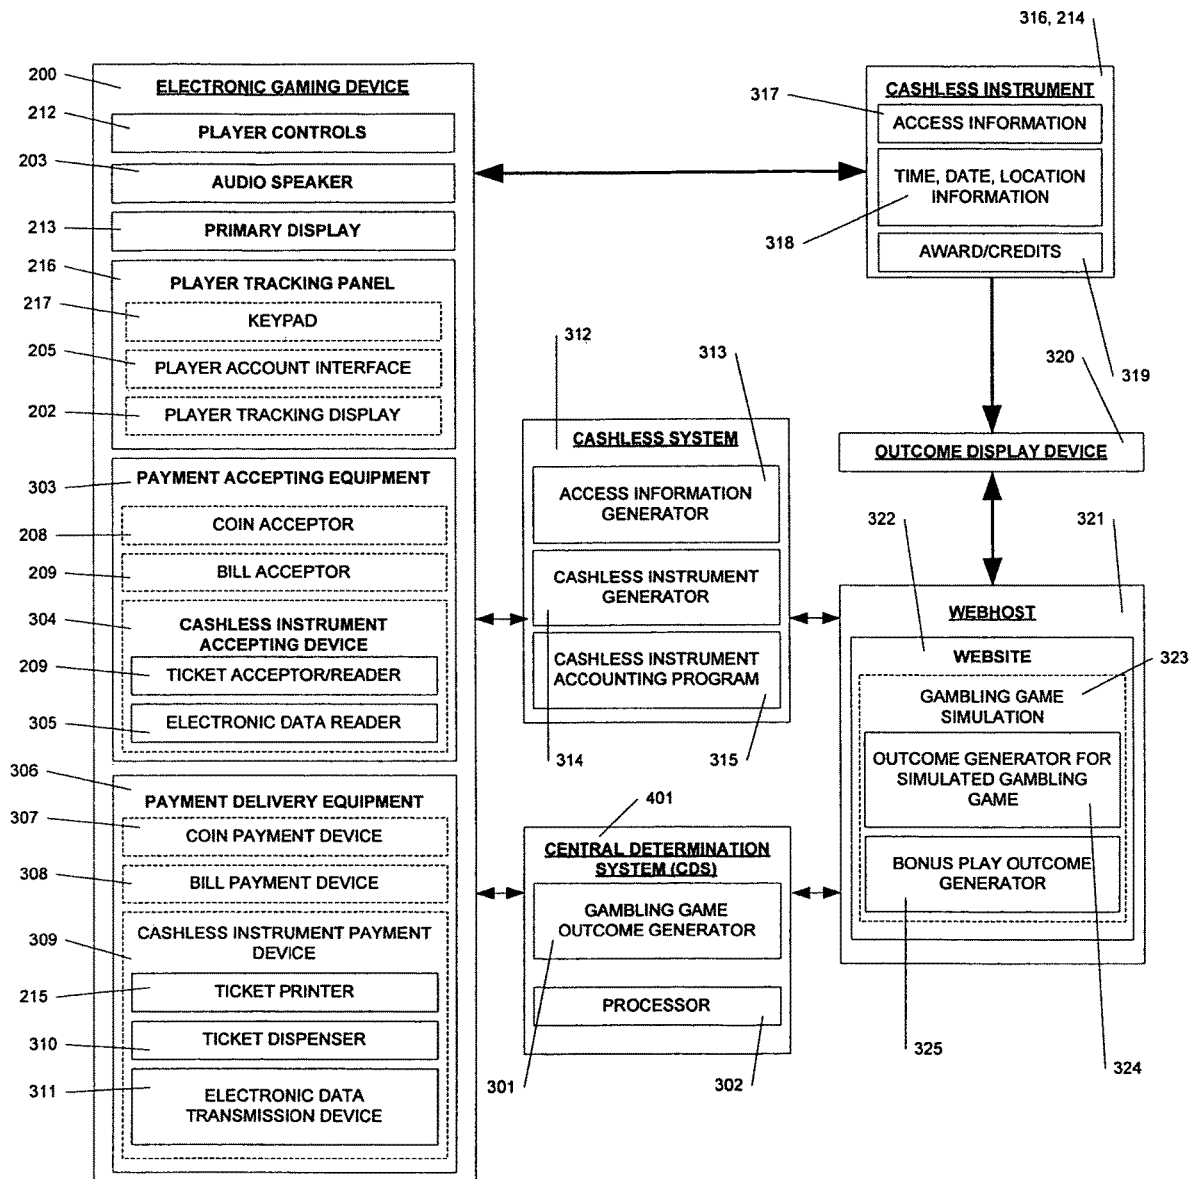 316, 214
200
ELECTRONIC GAMING DEVICE
212
PLAYER CONTROLS
203
AUDIO SPEAKER
213
PRIMARY DISPLAY
216
PLAYER TRACKING PANEL
217
KEYPAD
205
PLAYER ACCOUNT INTERFACE
202
PLAYER TRACKING DISPLAY
303
PAYMENT ACCEPTING EQUIPMENT
208
COIN ACCEPTOR
209
BILL ACCEPTOR
304
CASHLESS INSTRUMENT
ACCEPTING DEVICE
209
TICKET ACCEPTOR/READER
305
ELECTRONIC DATA READER
306
PAYMENT DELIVERY EQUIPMENT
307
COIN PAYMENT DEVICE
308
BILL PAYMENT DEVICE
309
CASHLESS INSTRUMENT PAYMENT
DEVICE
215
TICKET PRINTER
310
TICKET DISPENSER
311
ELECTRONIC DATA
TRANSMISSION DEVICE
312
313
CASHLESS SYSTEM
ACCESS INFORMATION
GENERATOR
CASHLESS INSTRUMENT
GENERATOR
CASHLESS INSTRUMENT
ACCOUNTING PROGRAM
314
315
401
CENTRAL DETERMINATION
SYSTEM (CDS)
GAMBLING GAME
OUTCOME GENERATOR
PROCESSOR
301
302
CASHLESS INSTRUMENT
317
ACCESS INFORMATION
TIME, DATE, LOCATION
INFORMATION
318
AWARD/CREDITS
319
320
OUTCOME DISPLAY DEVICE
322
321
WEBHOST
WEBSITE
323
GAMBLING GAME
SIMULATION
OUTCOME GENERATOR FOR
SIMULATED GAMBLING
GAME
BONUS PLAY OUTCOME
GENERATOR
325
324